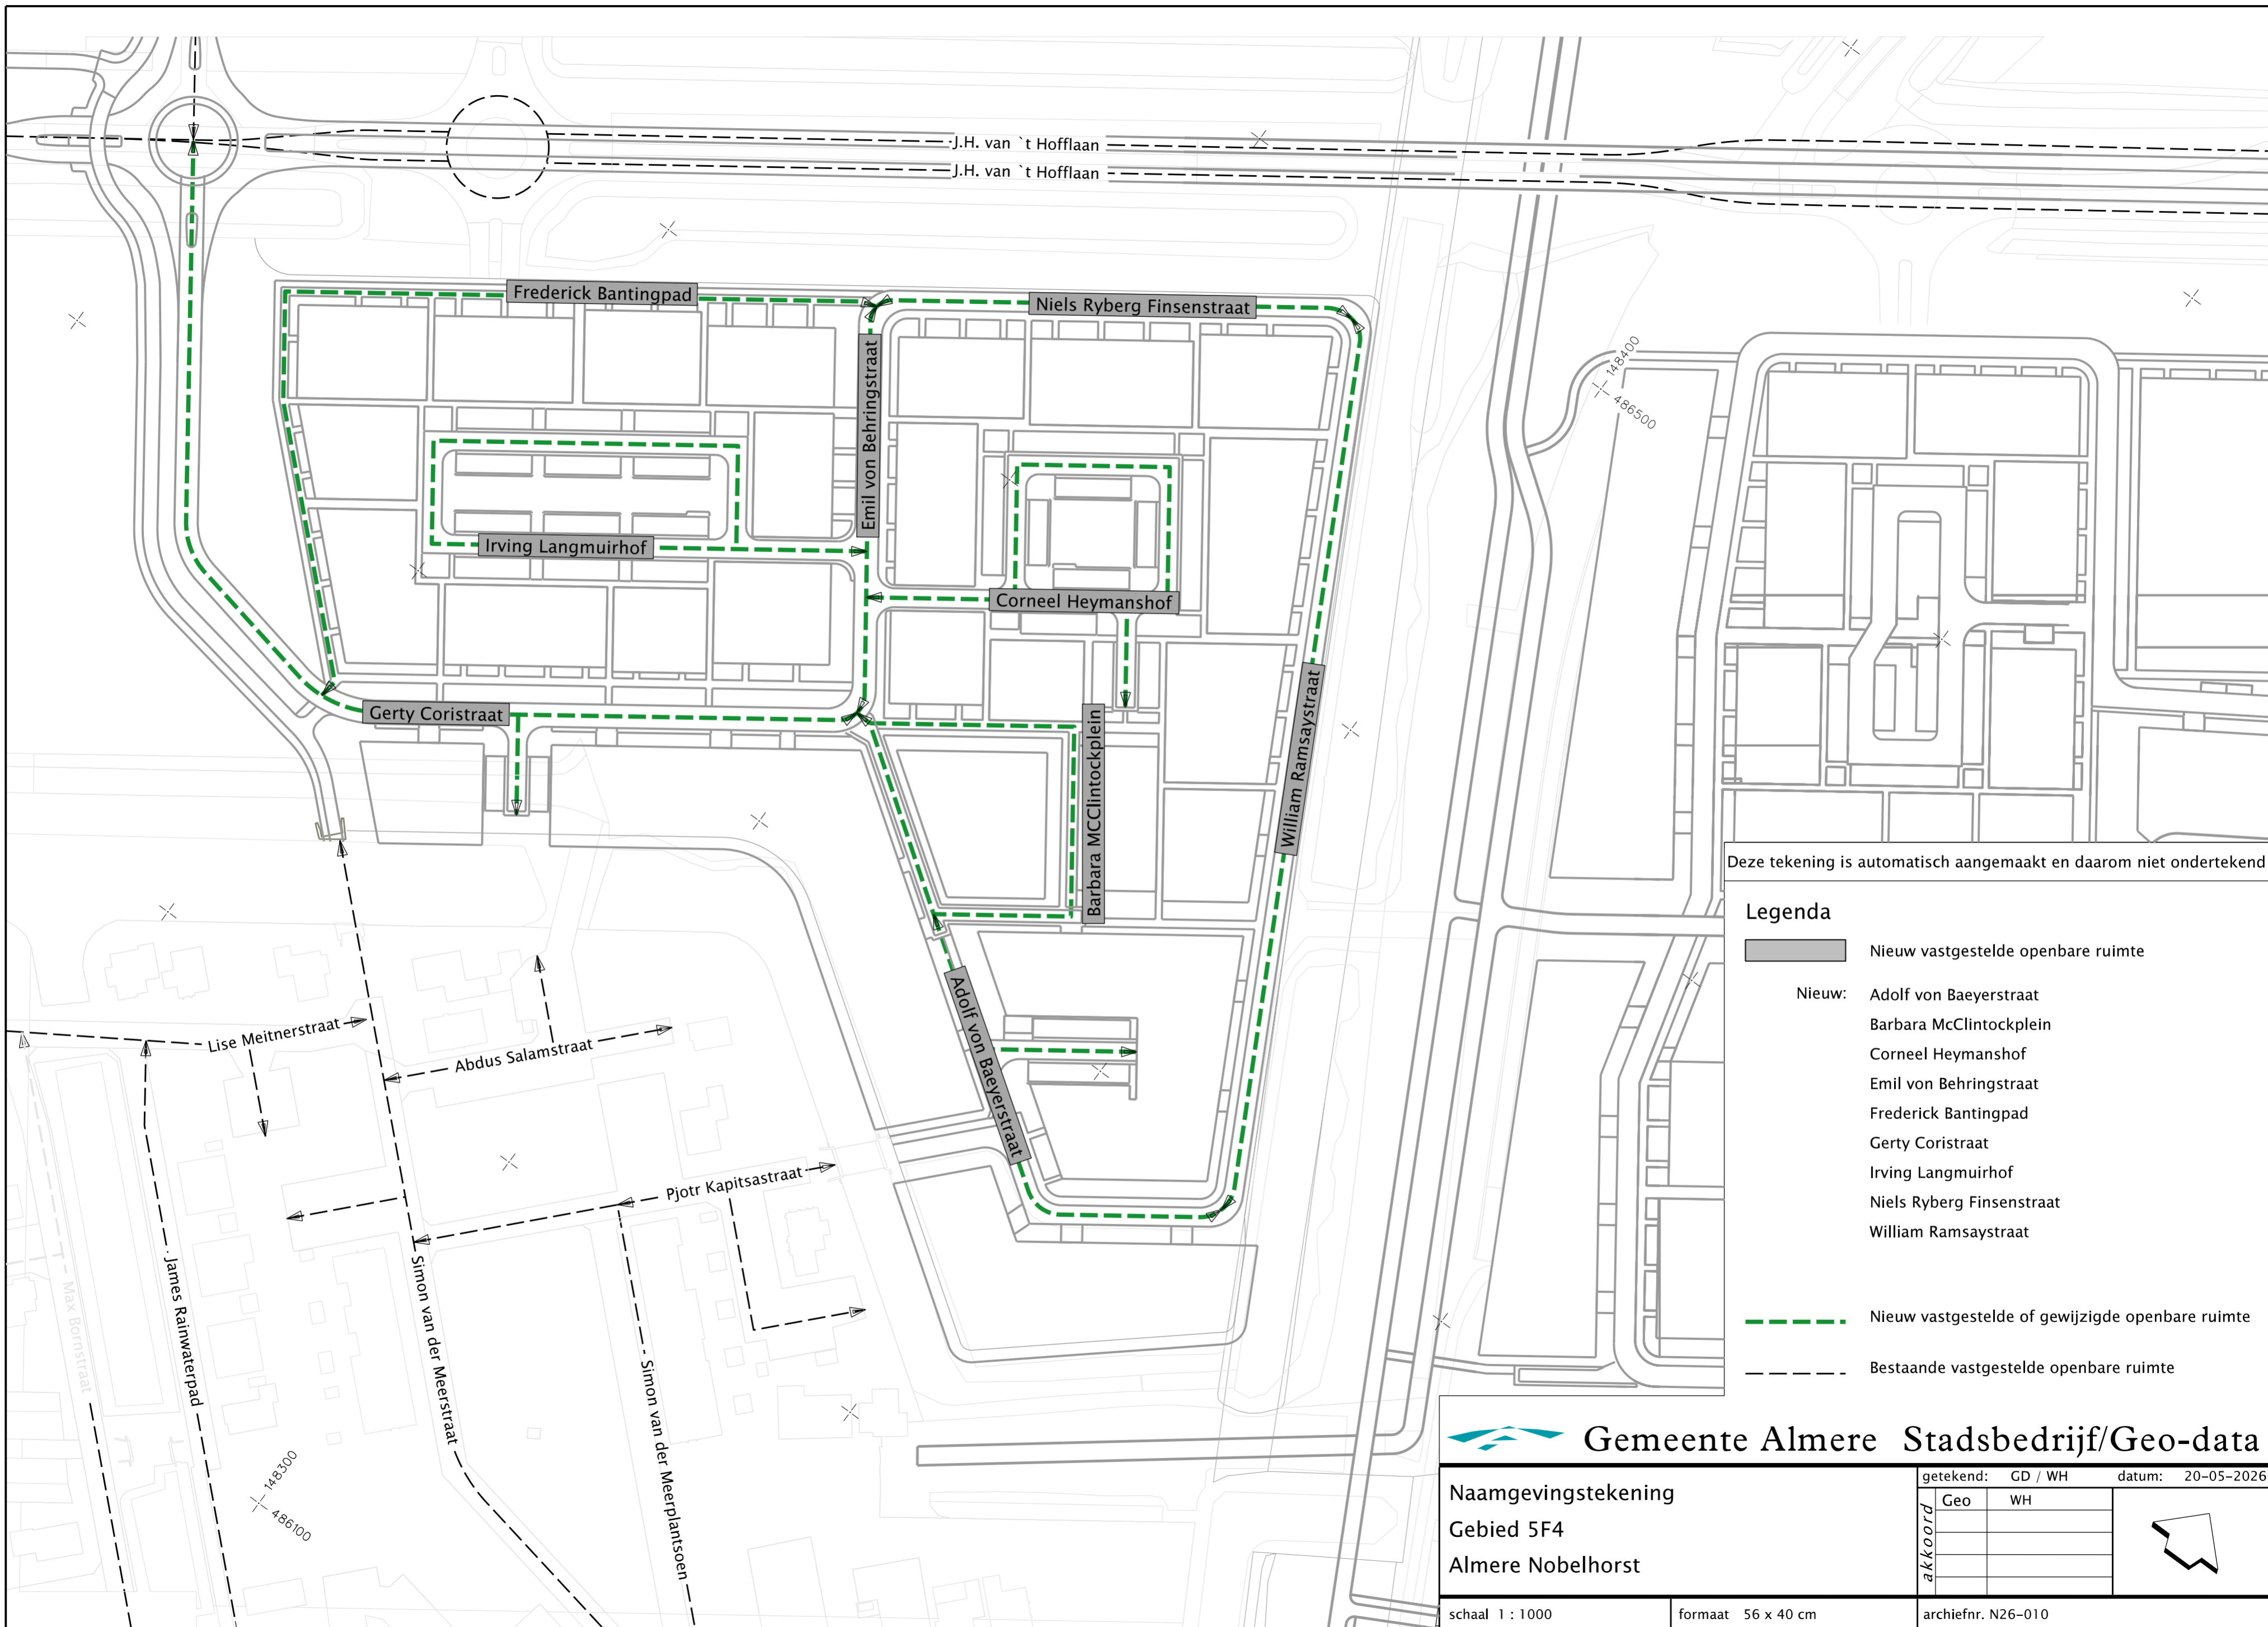 J.H. van `t Hofflaan
J.H. van `t Hofflaan
Frederick Bantingpad
Niels Ryberg Finsenstraat
Emil von Behringstraat
148400
486500
Irving Langmuirhof
Corneel Heymanshof
Gerty Coristraat
Barbara MCClintockplein
William Ramsaystraat
Adolf von Baeyerstraat
Lise Meitnerstraat
Abdus Salamstraat
Pjotr Kapitsastraat
Max Bornstraat
James Rainwaterpad
Simon van der Meerstraat
Simon van der Meerplantsoen
148300
486100
Deze tekening is automatisch aangemaakt en daarom niet ondertekend
Legenda
Nieuw vastgestelde openbare ruimte
Nieuw: Adolf von Baeyerstraat
Barbara McClintockplein
Corneel Heymanshof
Emil von Behringstraat
Frederick Bantingpad
Gerty Coristraat
Irving Langmuirhof
Niels Ryberg Finsenstraat
William Ramsaystraat
Nieuw vastgestelde of gewijzigde openbare ruimte
Bestaande vastgestelde openbare ruimte
Gemeente Almere Stadsbedrijf/Geo-data
Naamgevingstekening
Gebied 5F4
Almere Nobelhorst
getekend: GD / WH datum: 20-05-2026
akkoord
Geo WH
schaal 1 : 1000 formaat 56 x 40 cm archiefnr. N26-010